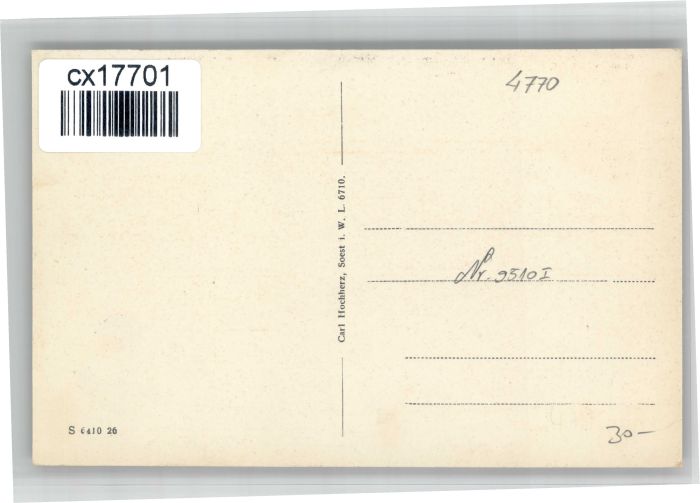 cx17701
4770
Carl Hochherz, Soest i. W. L. 6710.
Nr. 9510 I
S 6410 26
30-